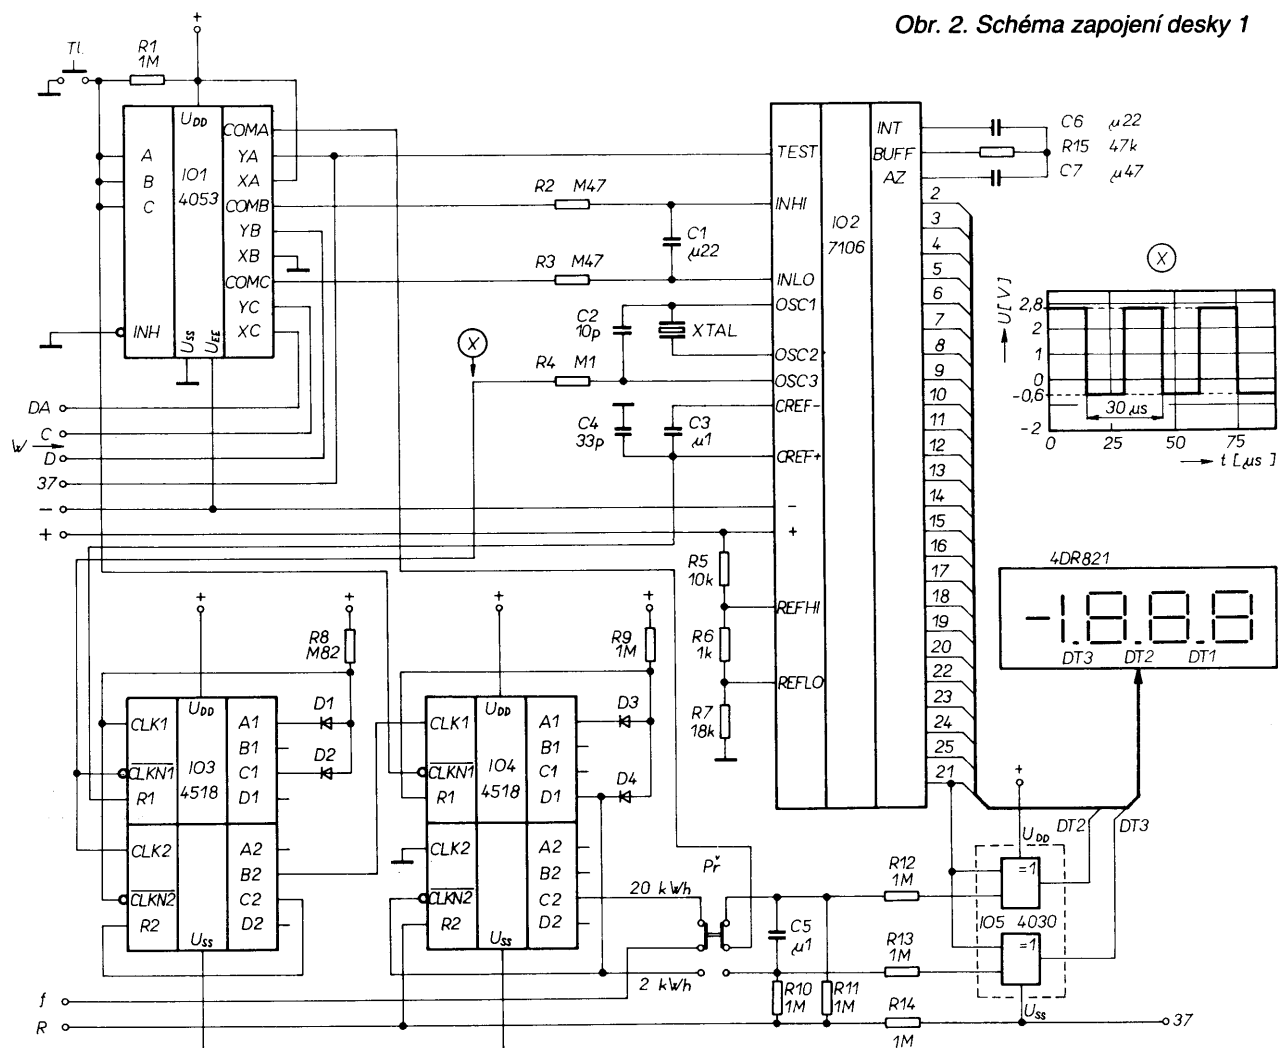 Obr. 2. Schéma zapojení desky 1
+
Tl.
R1
1M
UDD
A
B
C
INH
IO1
4053
USS
UEE
COMA
YA
XA
COMB
YB
XB
COMC
YC
XC
R2 M47
R3 M47
C1
µ22
C2
10p
XTAL
R4 M1
X
C4
33p
C3
µ1
TEST
INHI
INLO
OSC1
OSC2
OSC3
CREF-
CREF+
-
+
REFHI
REFLO
IO2
7106
INT
BUFF
AZ
C6 µ22
R15 47k
C7 µ47
2
3
4
5
6
7
8
9
10
11
12
13
14
15
16
17
18
19
20
22
23
24
25
21
X
U[V]
2,8
2
1
0
-0,6
-2
30 µs
0
25
50
75
t [µs]
DA
C
W
D
37
-
+
R5
10k
R6
1k
R7
18k
4DR821
-1.8.8.8
DT3
DT2
DT1
+
R8
M82
D1
D2
UDD
CLK1
CLKN1
R1
IO3
4518
A1
B1
C1
D1
CLK2
CLKN2
R2
A2
B2
C2
D2
USS
+
+
R9
1M
D3
D4
UDD
CLK1
CLKN1
R1
IO4
4518
A1
B1
C1
D1
CLK2
CLKN2
R2
A2
B2
C2
D2
USS
+
20 kWh
2 kWh
Př
C5
µ1
R10
1M
R11
1M
R12
1M
R13
1M
R14
1M
+
UDD
DT2
DT3
=1
IO5 4030
=1
USS
37
f
R